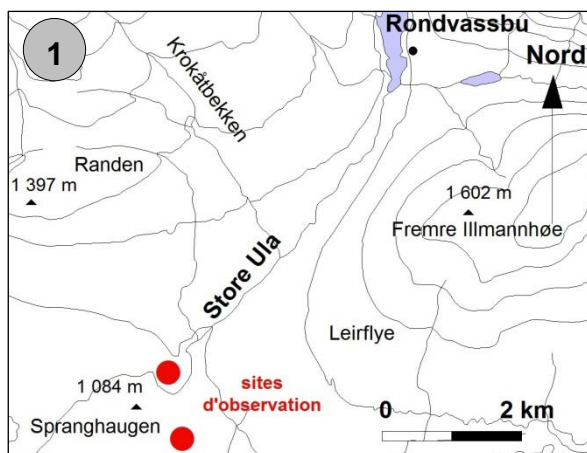 1
Rondvassbu
Nord
Krokåtbekken
Randen
1 397 m
1 602 m
Fremre Illmannhøe
Store Ula
Leirflye
1 084 m
sites
d'observation
Spranghaugen
0 2 km